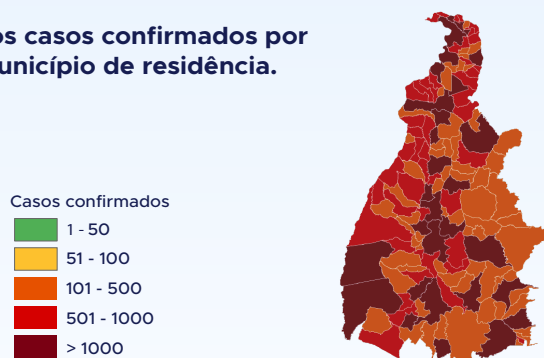 os casos confirmados por
unicípio de residência.
Casos confirmados
1 - 50
51 - 100
101 - 500
501 - 1000
> 1000